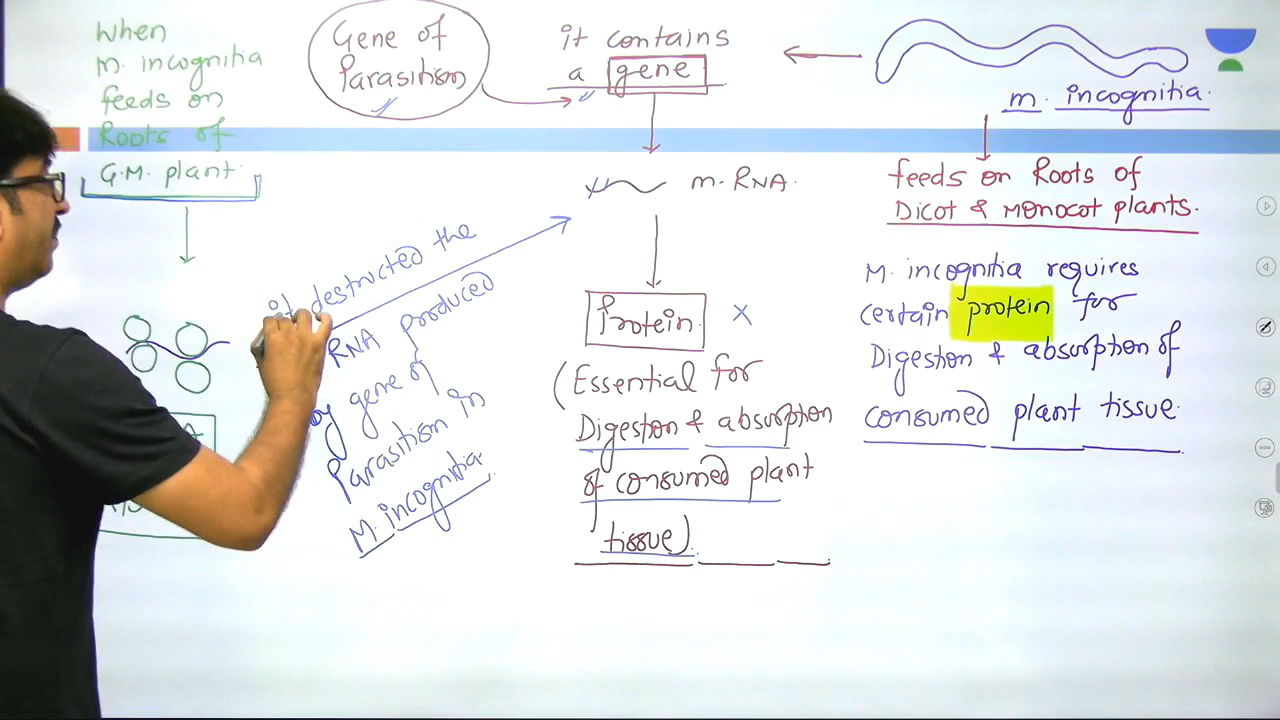 When
M. incognitia
feeds on
Roots of
G.M. plant.
Gene of
Parasitism
it contains
a gene
m. incognitia.
m. RNA.
feeds on Roots of
Dicot & Monocot plants.
it destructed the
RNA produced
by gene of
Parasitism in
M. incognitia.
Protein. x
(Essential for
Digestion & absorption
of consumed plant
tissue).
M. incognitia requires
certain protein for
Digestion & absorption of
consumed plant tissue.